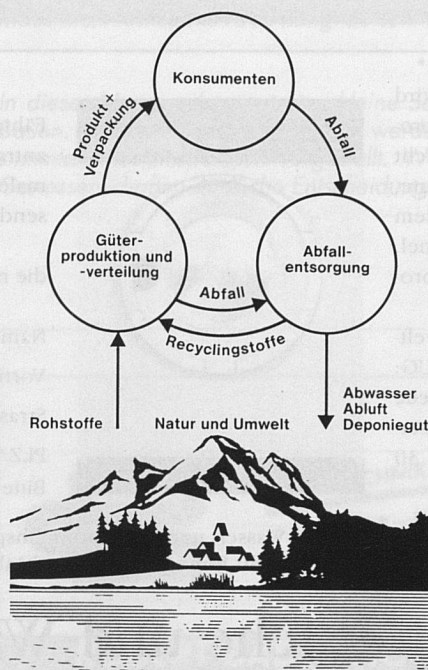 Konsumenten
Produkt +
Verpackung
Abfall
Güter-
produktion und
-verteilung
Abfall-
entsorgung
Abfall
Recyclingstoffe
Rohstoffe
Natur und Umwelt
Abwasser
Abluft
Deponiegut